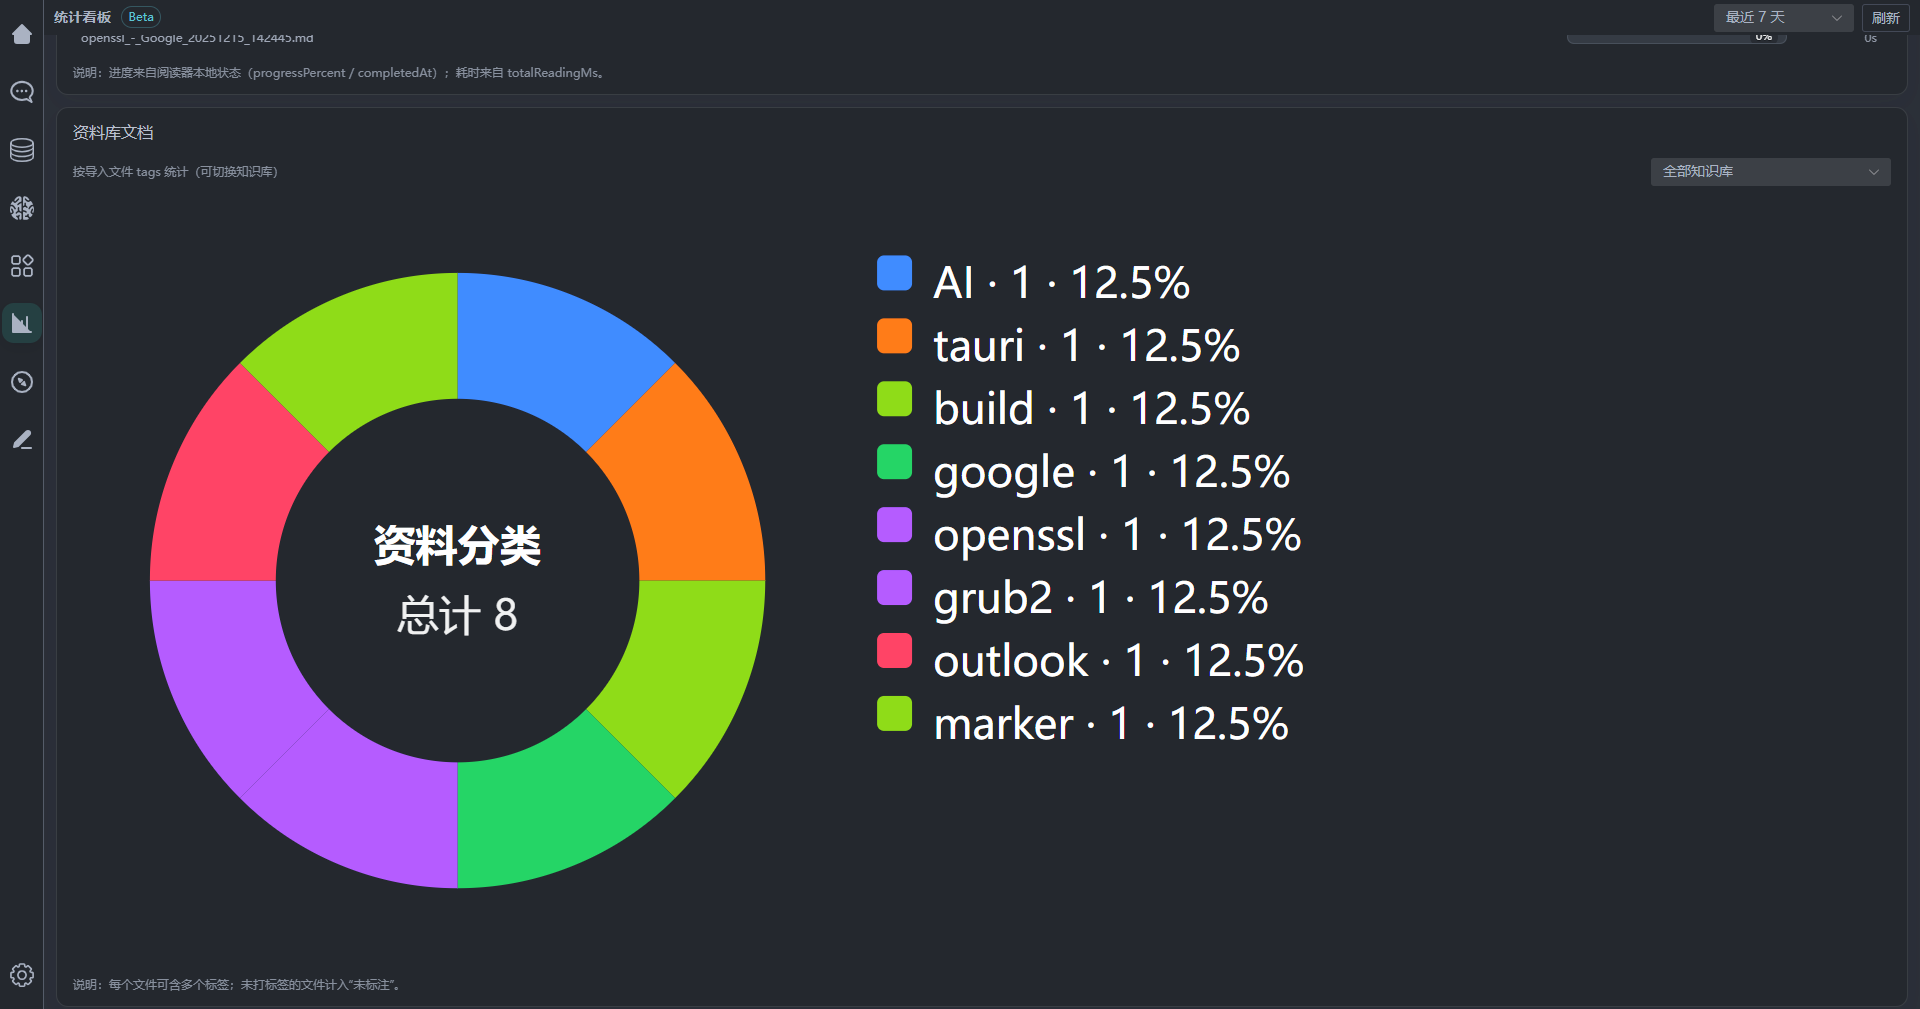 统计看板 Beta
最近 7 天
刷新
openssl_-_Google_20251215_142445.md
0%
0s
说明：进度来自阅读器本地状态（progressPercent / completedAt）；耗时来自 totalReadingMs。
资料库文档
按导入文件 tags 统计（可切换知识库）
全部知识库
AI · 1 · 12.5%
tauri · 1 · 12.5%
build · 1 · 12.5%
google · 1 · 12.5%
openssl · 1 · 12.5%
grub2 · 1 · 12.5%
outlook · 1 · 12.5%
marker · 1 · 12.5%
资料分类
总计 8
说明：每个文件可含多个标签；未打标签的文件计入“未标注”。